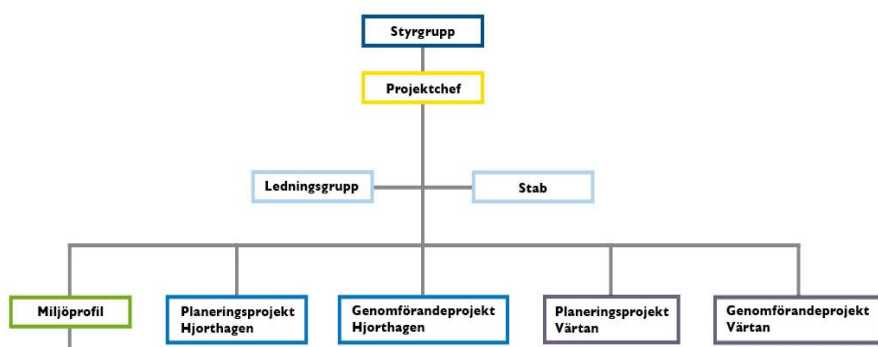 Styrgrupp
Projektchef
Ledningsgrupp
Stab
Miljöprofil
Planeringsprojekt
Hjorthagen
Genomförandeprojekt
Hjorthagen
Planeringsprojekt
Värtan
Genomförandeprojekt
Värtan